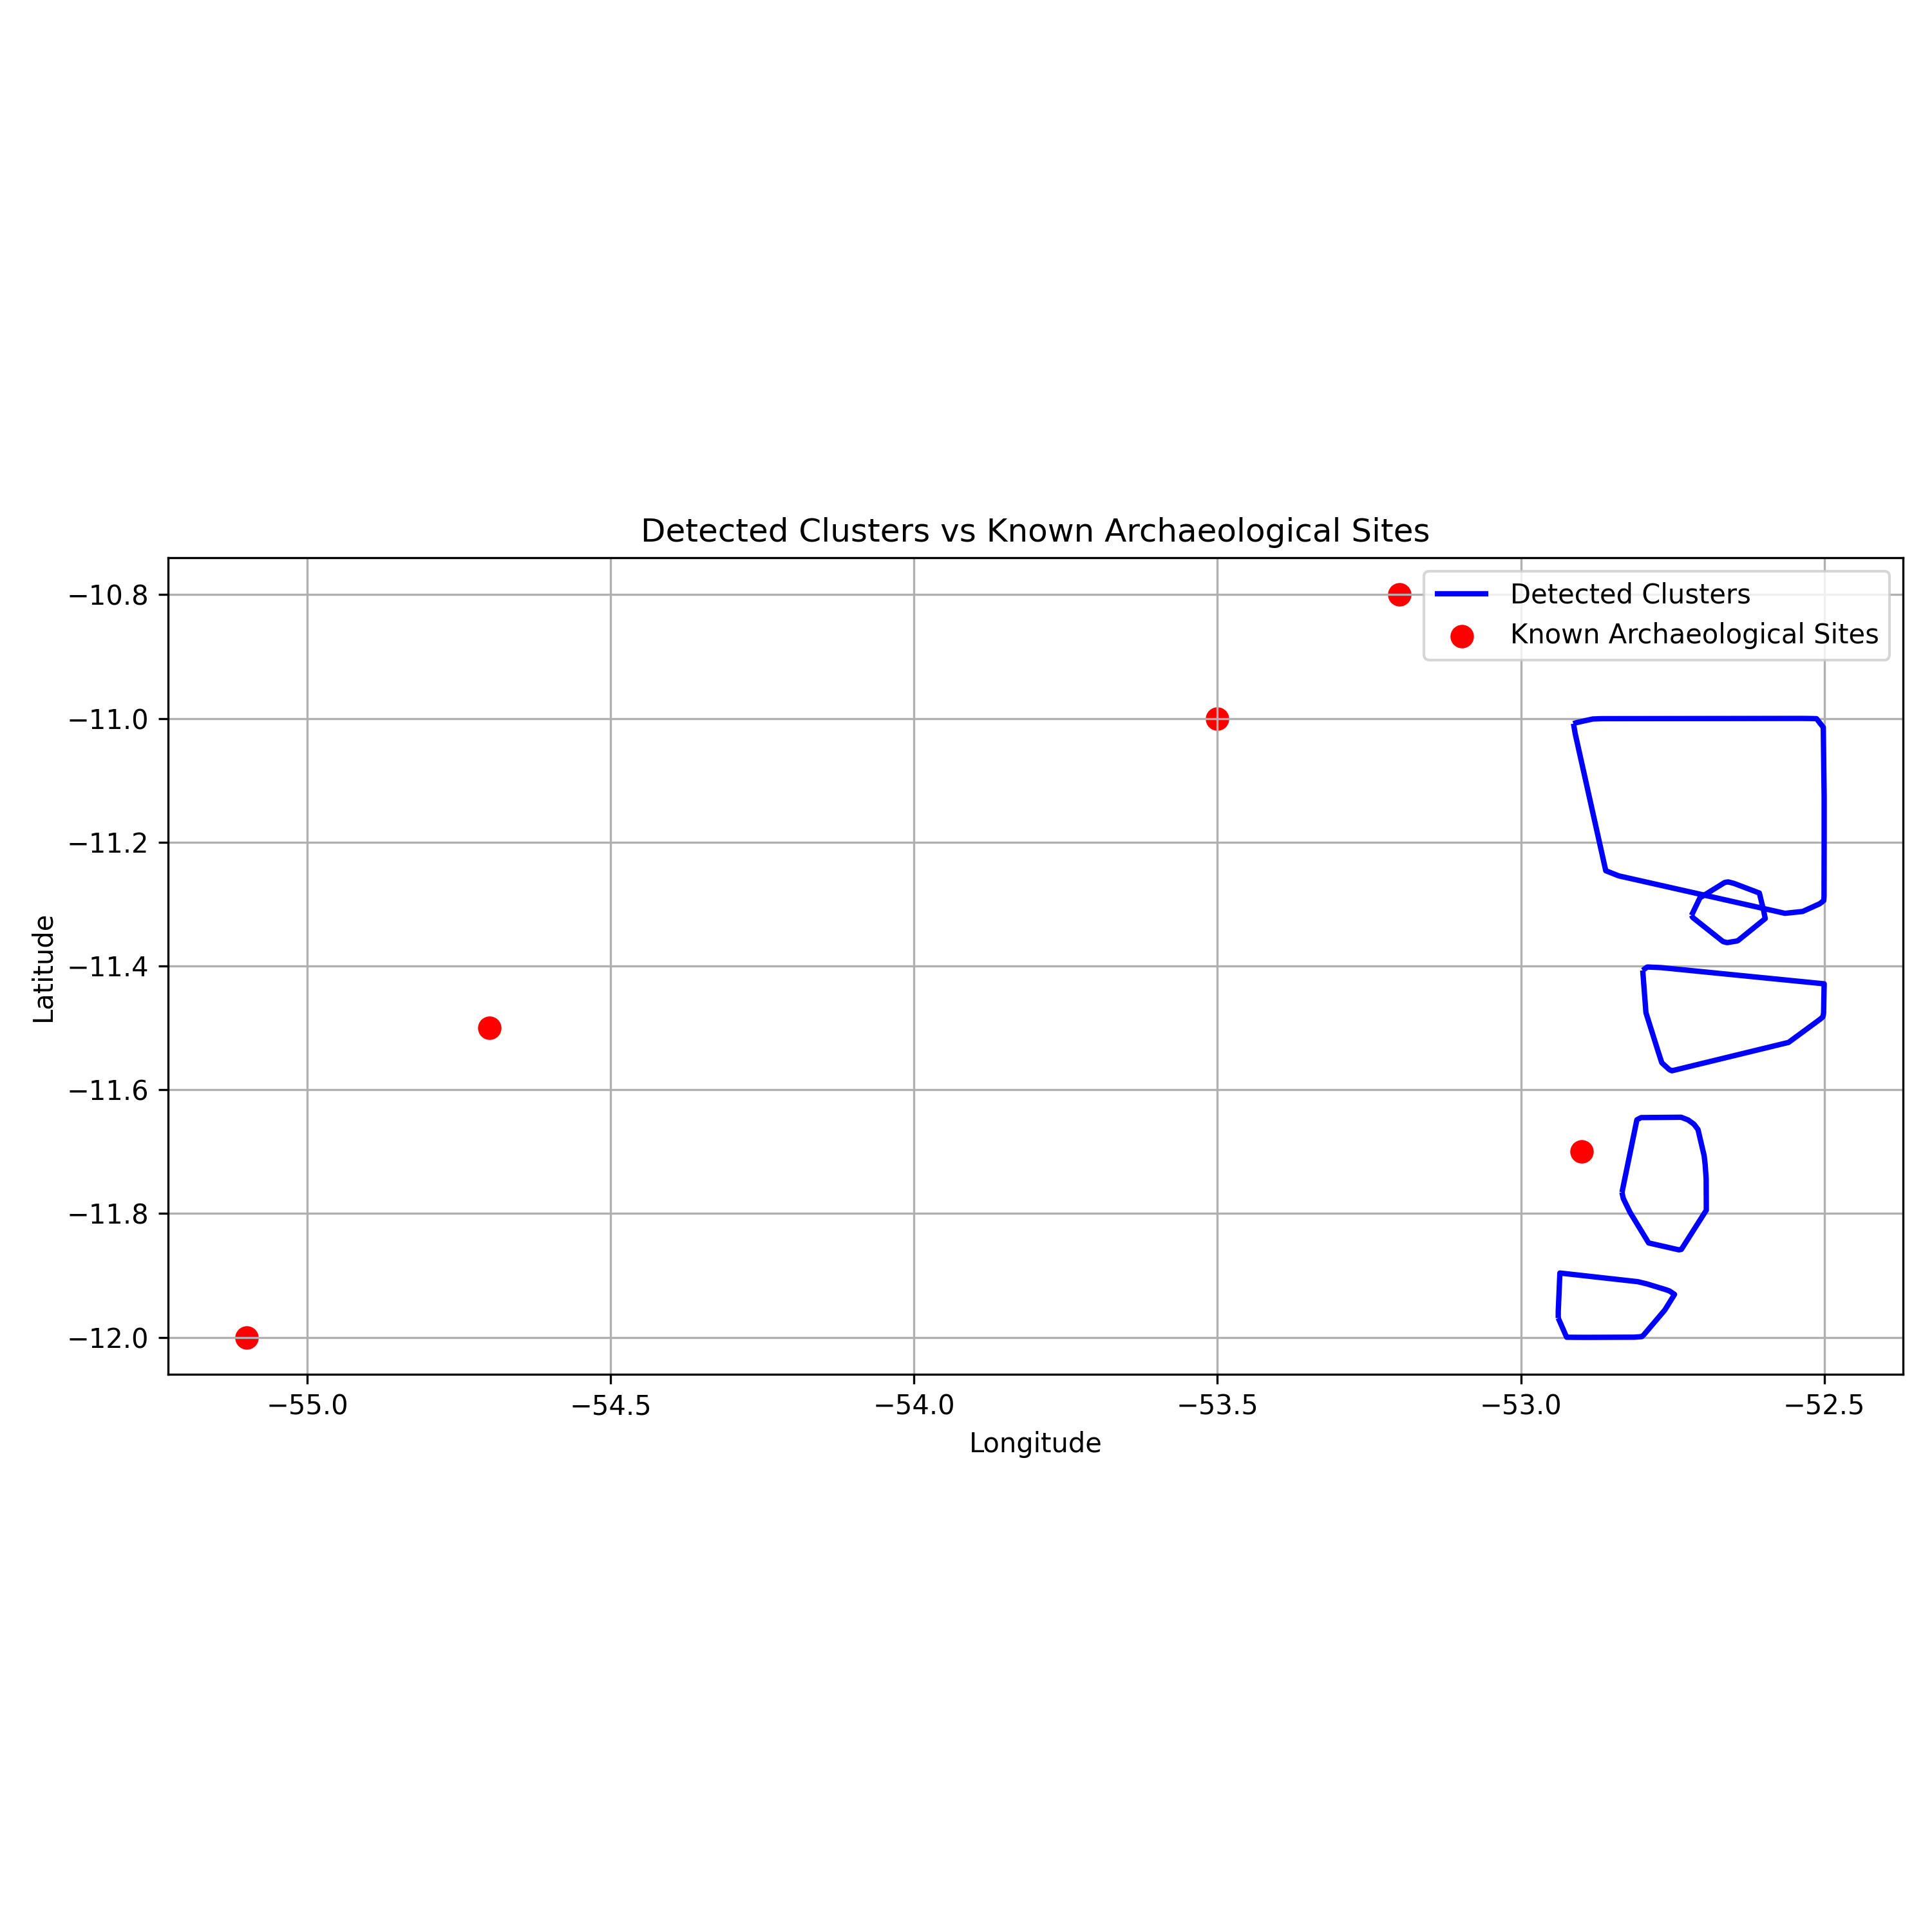 Detected Clusters vs Known Archaeological Sites
Detected Clusters
Known Archaeological Sites
−10.8
−11.0
−11.2
−11.4
−11.6
−11.8
−12.0
Latitude
−55.0
−54.5
−54.0
−53.5
−53.0
−52.5
Longitude